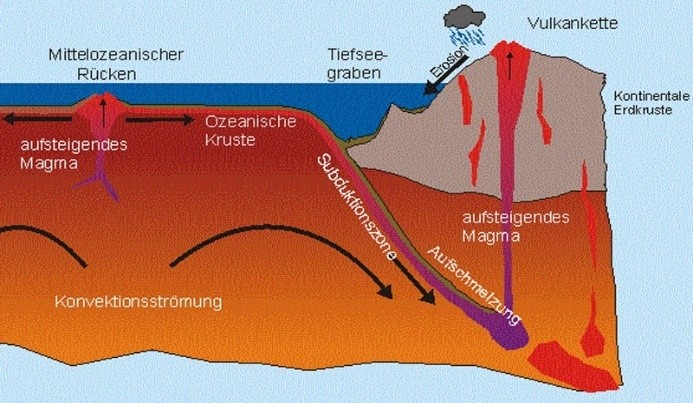 Vulkankette
Mittelozeanischer
Rücken
Tiefsee-
graben
Erosion
Kontinentale
Erdkruste
Ozeanische
Kruste
aufsteigendes
Magma
Subduktionszone
aufsteigendes
Magma
Aufschmelzung
Konvektionsströmung